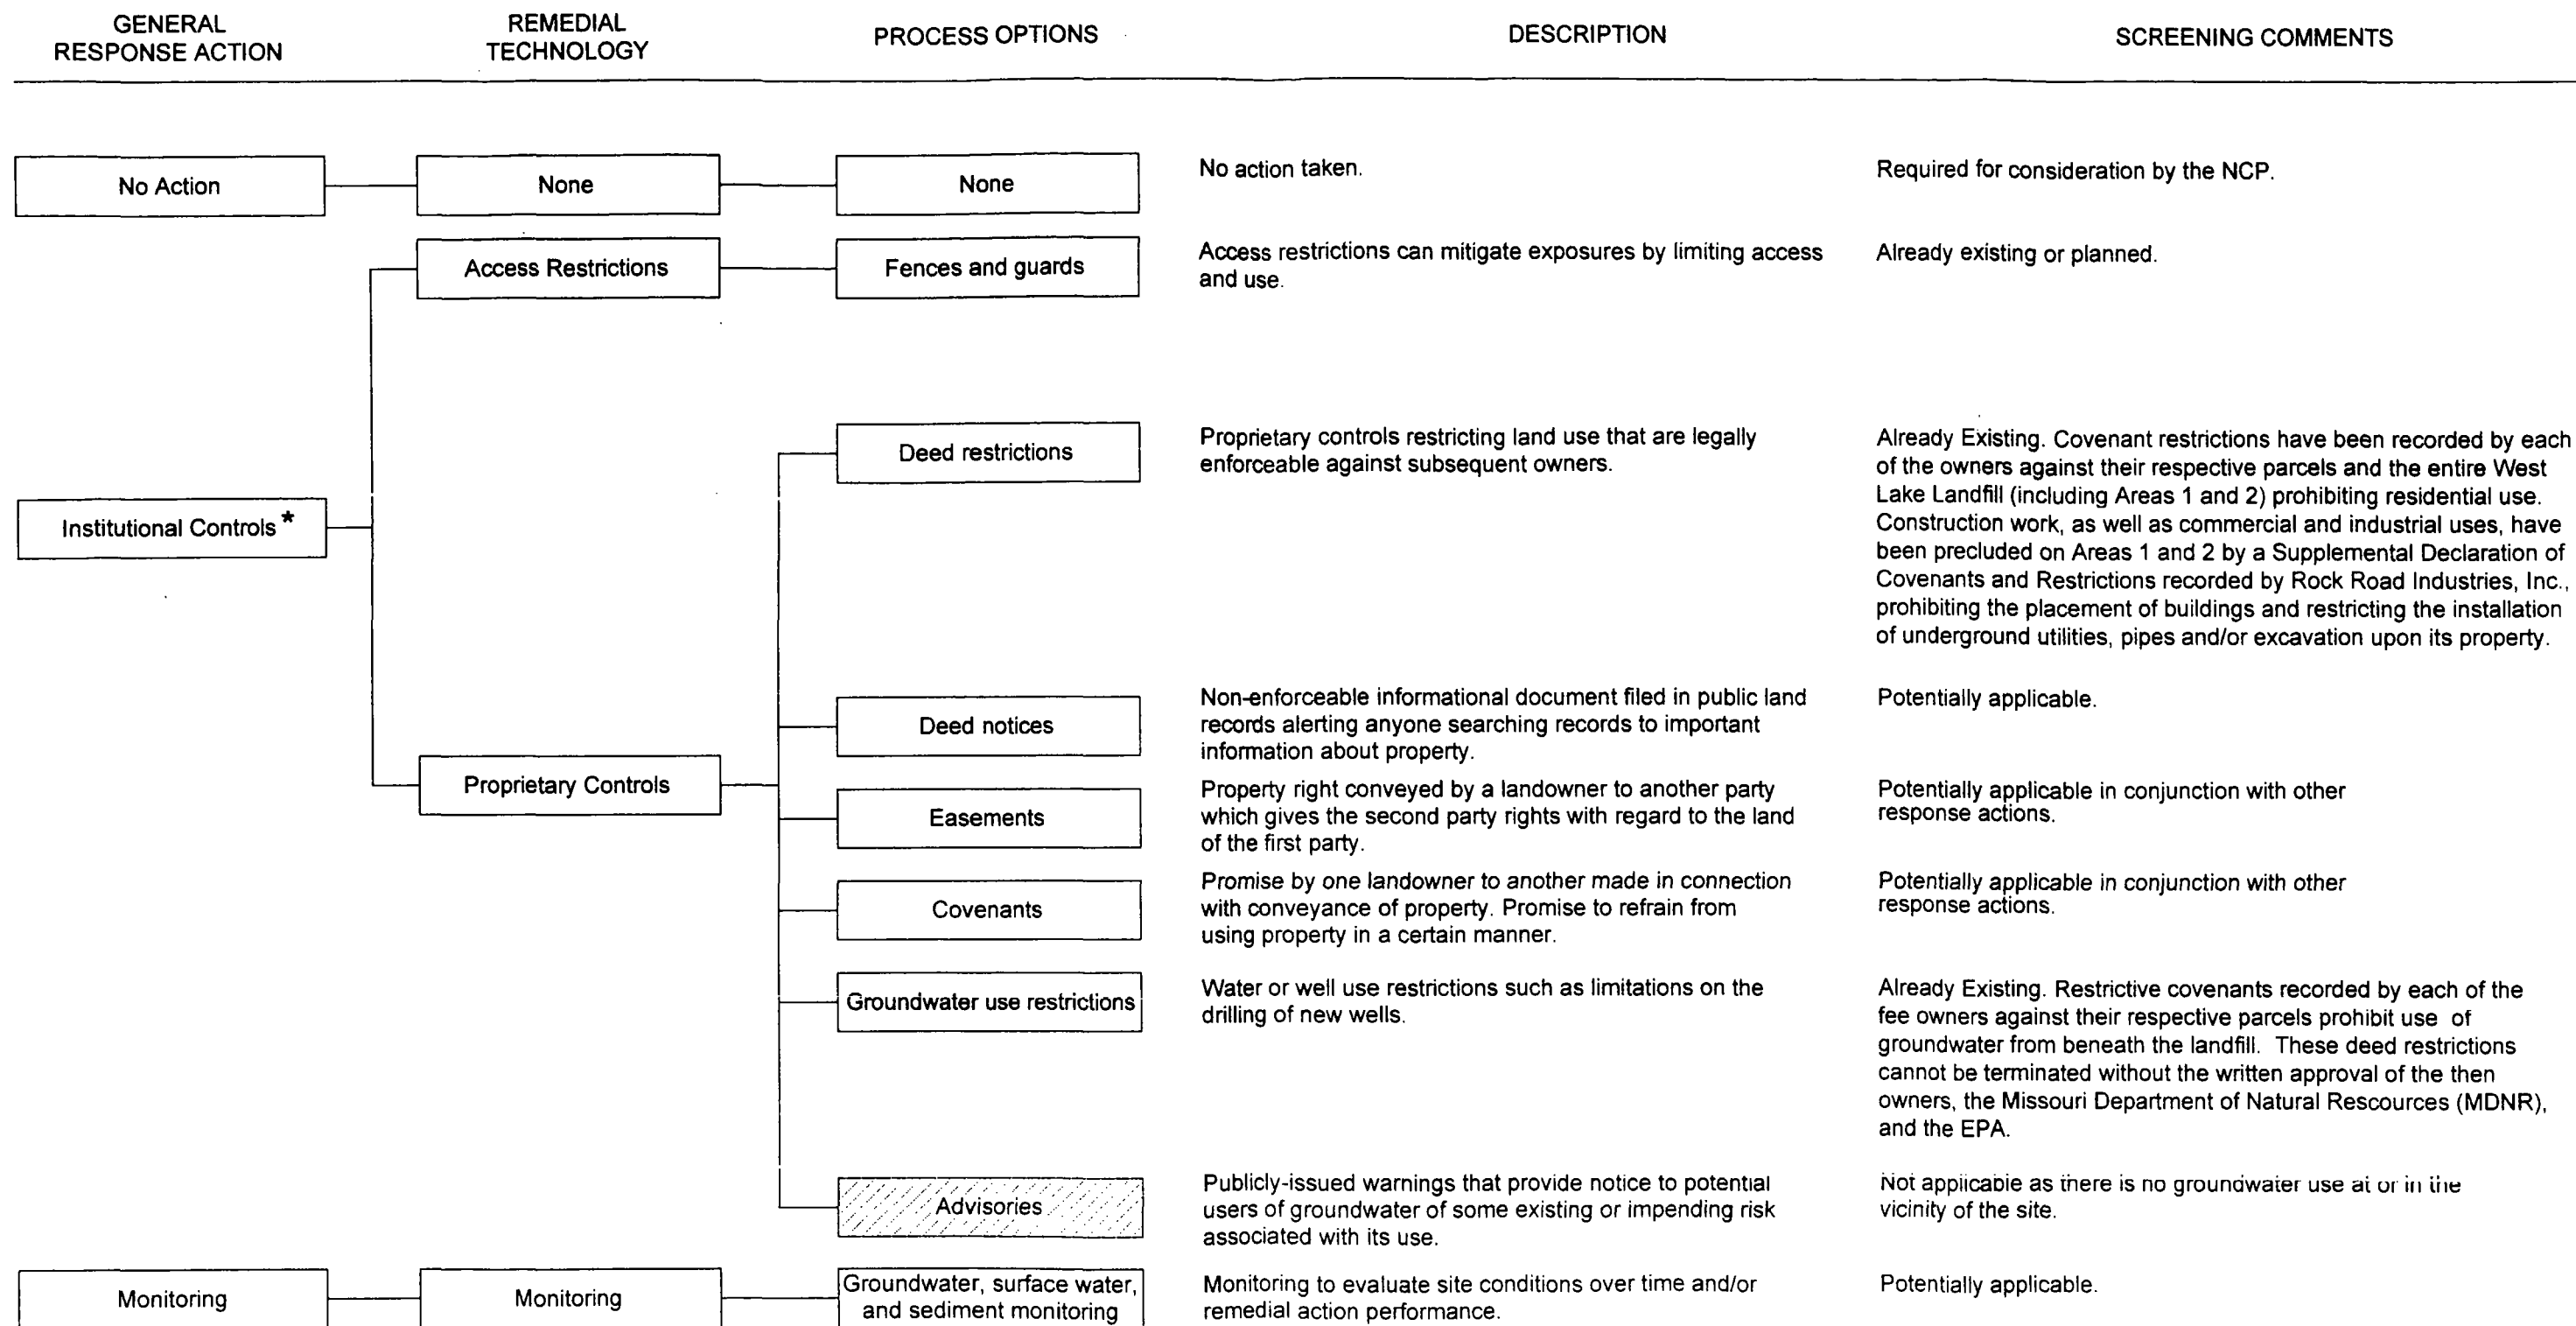 GENERAL
RESPONSE ACTION
REMEDIAL
TECHNOLOGY
PROCESS OPTIONS
DESCRIPTION
SCREENING COMMENTS
No Action
None
None
No action taken.
Required for consideration by the NCP.
Access Restrictions
Fences and guards
Access restrictions can mitigate exposures by limiting access
and use.
Already existing or planned.
Institutional Controls *
Deed restrictions
Proprietary controls restricting land use that are legally
enforceable against subsequent owners.
Already Existing. Covenant restrictions have been recorded by each
of the owners against their respective parcels and the entire West
Lake Landfill (including Areas 1 and 2) prohibiting residential use.
Construction work, as well as commercial and industrial uses, have
been precluded on Areas 1 and 2 by a Supplemental Declaration of
Covenants and Restrictions recorded by Rock Road Industries, Inc.,
prohibiting the placement of buildings and restricting the installation
of underground utilities, pipes and/or excavation upon its property.
Proprietary Controls
Deed notices
Non-enforceable informational document filed in public land
records alerting anyone searching records to important
information about property.
Potentially applicable.
Easements
Property right conveyed by a landowner to another party
which gives the second party rights with regard to the land
of the first party.
Potentially applicable in conjunction with other
response actions.
Covenants
Promise by one landowner to another made in connection
with conveyance of property. Promise to refrain from
using property in a certain manner.
Potentially applicable in conjunction with other
response actions.
Groundwater use restrictions
Water or well use restrictions such as limitations on the
drilling of new wells.
Already Existing. Restrictive covenants recorded by each of the
fee owners against their respective parcels prohibit use of
groundwater from beneath the landfill. These deed restrictions
cannot be terminated without the written approval of the then
owners, the Missouri Department of Natural Rescources (MDNR),
and the EPA.
Advisories
Publicly-issued warnings that provide notice to potential
users of groundwater of some existing or impending risk
associated with its use.
Not applicable as there is no groundwater use at or in the
vicinity of the site.
Monitoring
Monitoring
Groundwater, surface water,
and sediment monitoring
Monitoring to evaluate site conditions over time and/or
remedial action performance.
Potentially applicable.